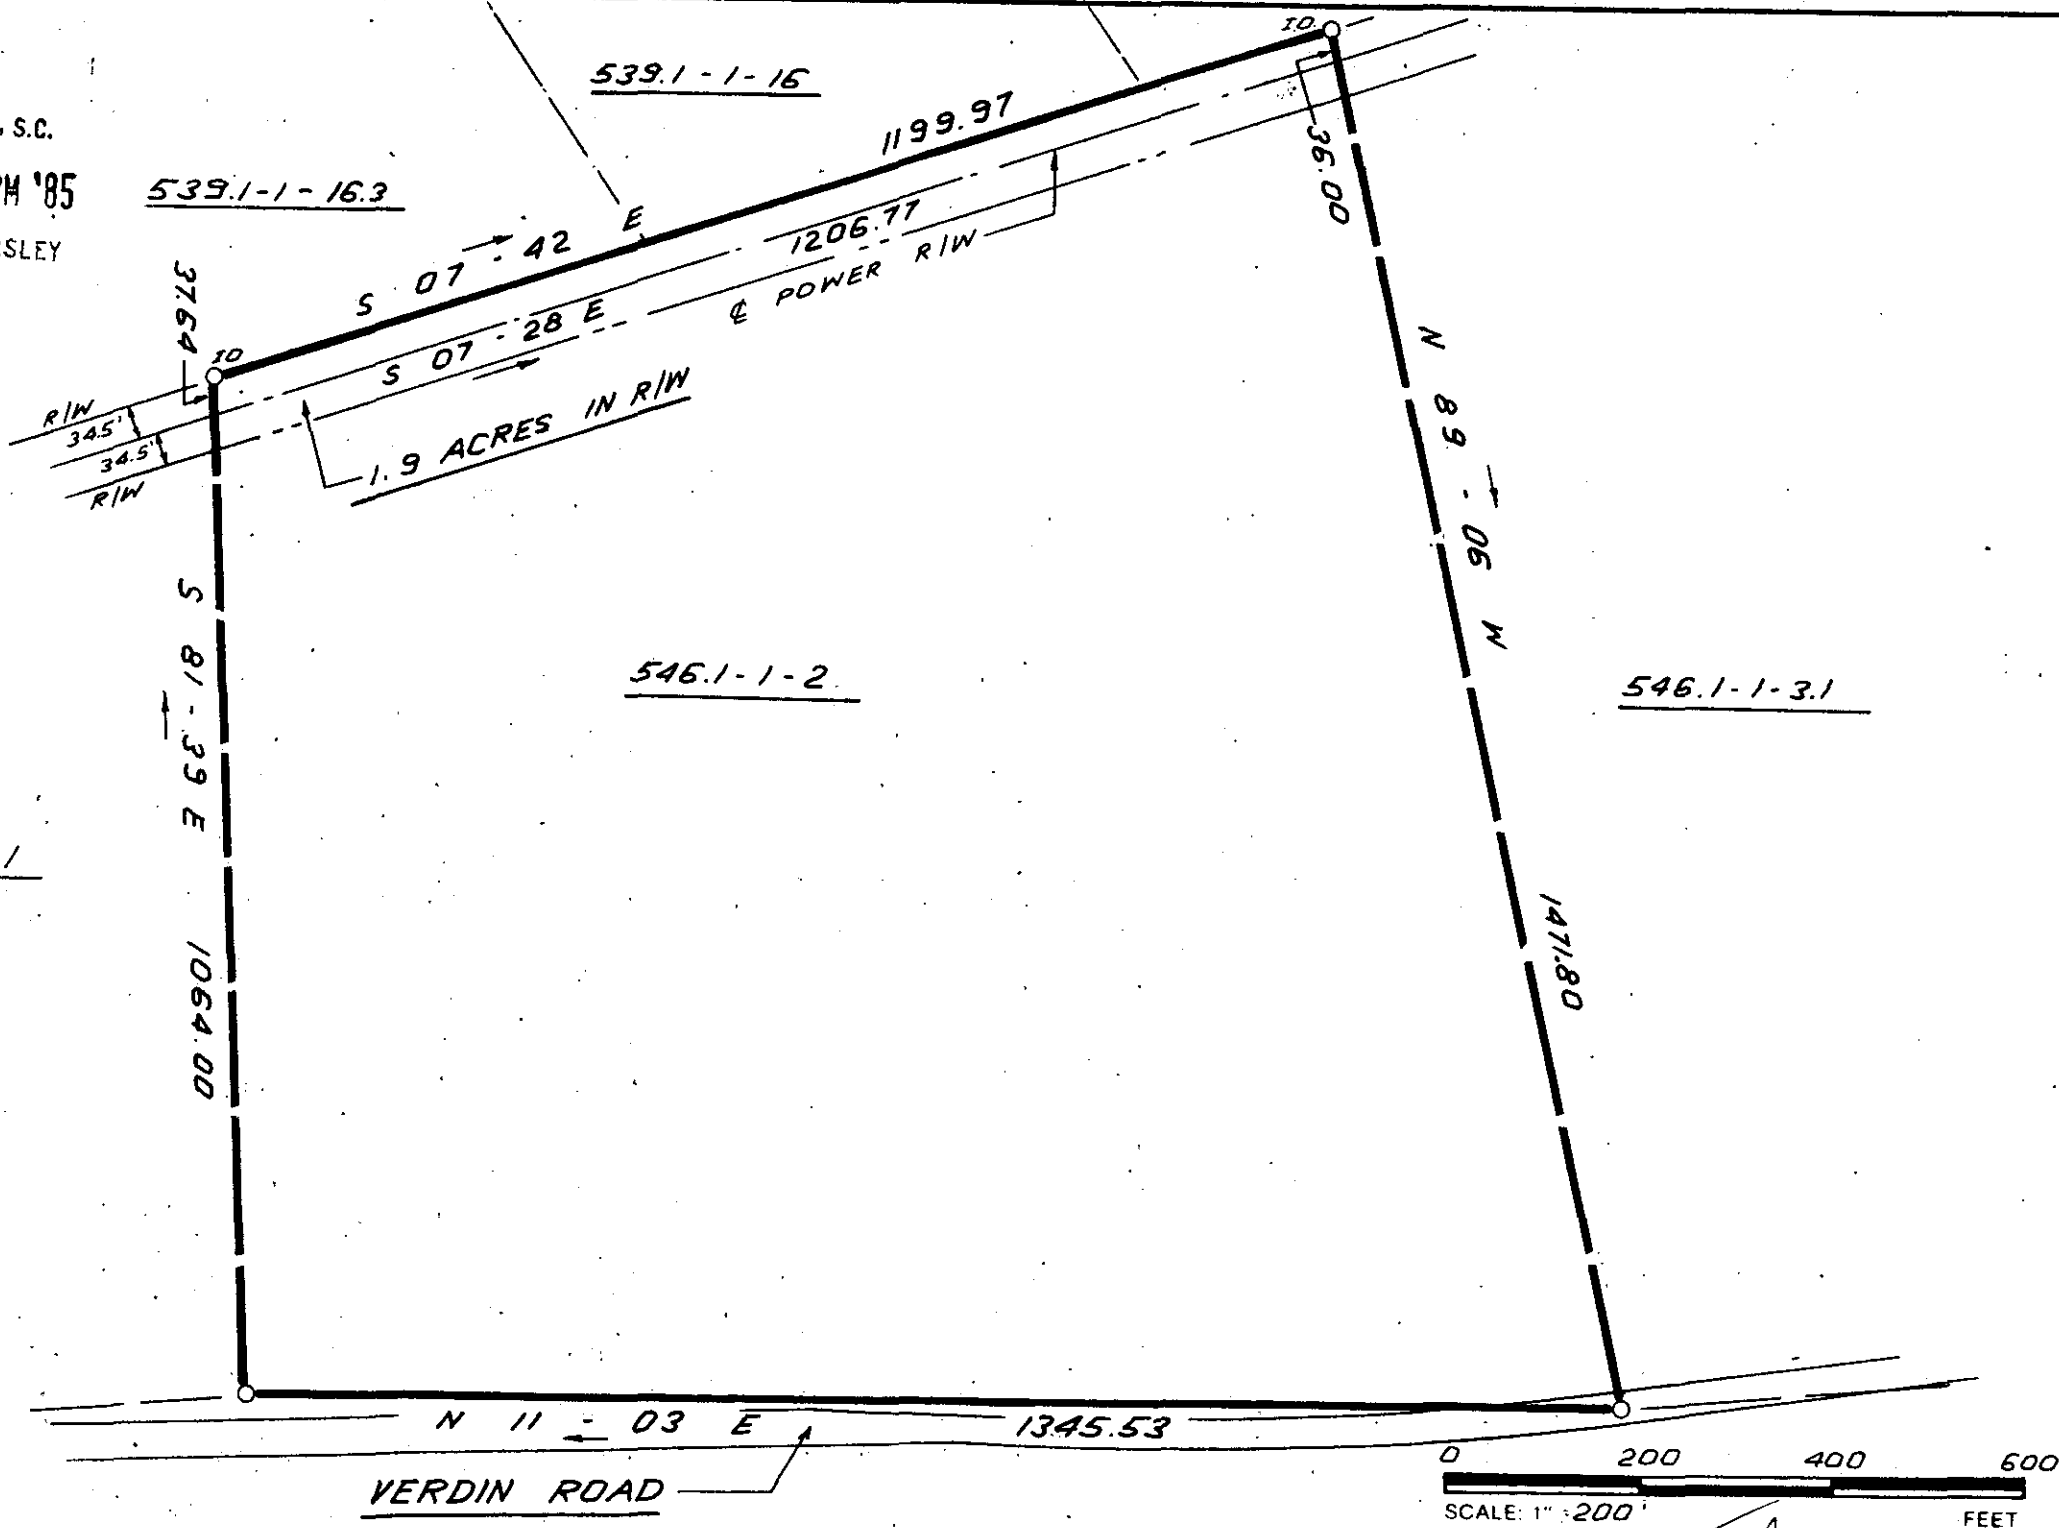 , S.C.
PM '85
SLEY
539.1-1-16
539.1-1-16.3
I.O.
36.00
1199.97
S 07-42 E
1206.77
S 07-28 E
℄ POWER R/W
37.64
I.O
R/W
34.5'
34.5'
R/W
1.9 ACRES IN R/W
N 89-06 W
1471.80
S 81-39 E 1064.00
546.1-1-2
546.1-1-3.1
1
N 11-03 E 1345.53
VERDIN ROAD
0 200 400 600
SCALE: 1" = 200' FEET